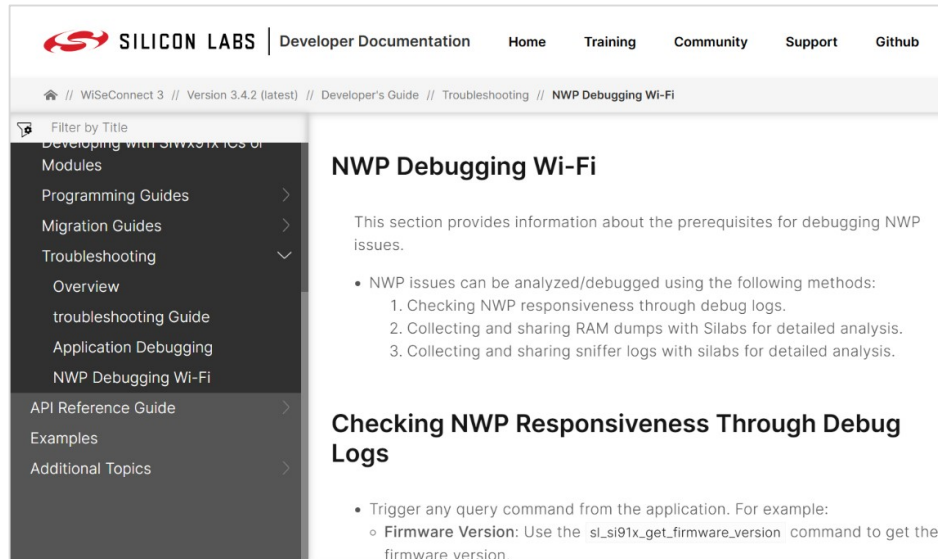 SILICON LABS | Developer Documentation Home Training Community Support Github
// WiSeConnect 3 // Version 3.4.2 (latest) // Developer's Guide // Troubleshooting // NWP Debugging Wi-Fi
Filter by Title
Developing with SiWx91x ICs or
Modules
Programming Guides
Migration Guides
Troubleshooting
Overview
troubleshooting Guide
Application Debugging
NWP Debugging Wi-Fi
API Reference Guide
Examples
Additional Topics
NWP Debugging Wi-Fi
This section provides information about the prerequisites for debugging NWP
issues.
• NWP issues can be analyzed/debugged using the following methods:
1. Checking NWP responsiveness through debug logs.
2. Collecting and sharing RAM dumps with Silabs for detailed analysis.
3. Collecting and sharing sniffer logs with silabs for detailed analysis.
Checking NWP Responsiveness Through Debug
Logs
• Trigger any query command from the application. For example:
◦ Firmware Version: Use the sl_si91x_get_firmware_version command to get the
firmware version.